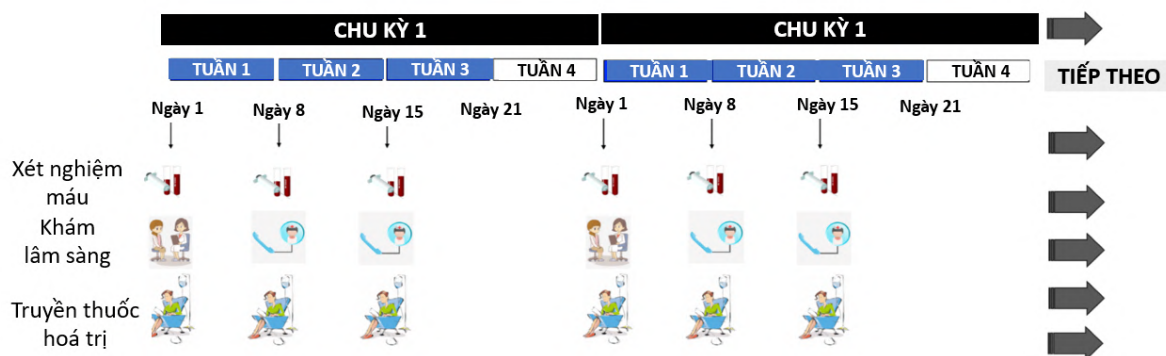 CHU KỲ 1 CHU KỲ 1
TUẦN 1 TUẦN 2 TUẦN 3 TUẦN 4 TUẦN 1 TUẦN 2 TUẦN 3 TUẦN 4 TIẾP THEO
Ngày 1 Ngày 8 Ngày 15 Ngày 21 Ngày 1 Ngày 8 Ngày 15 Ngày 21
Xét nghiệm
máu
Khám
lâm sàng
Truyền thuốc
hoá trị